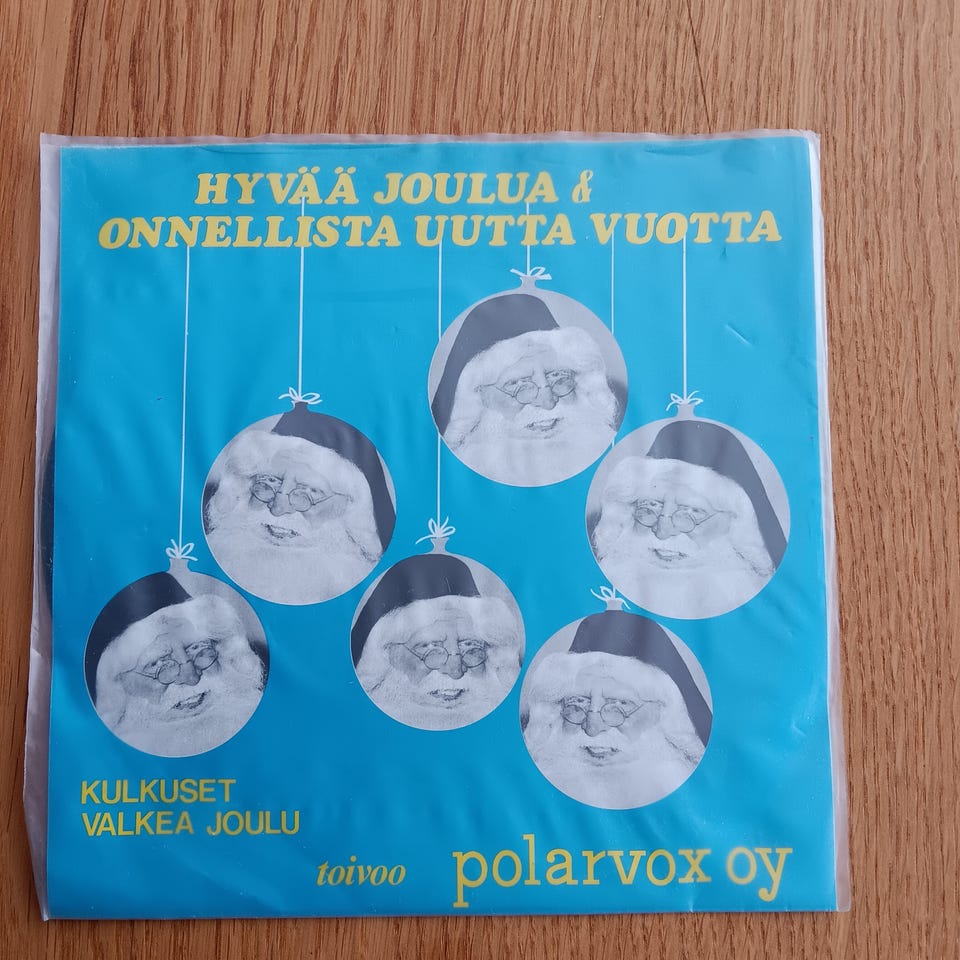 HYVÄÄ JOULUA &
ONNELLISTA UUTTA VUOTTA
KULKUSET
VALKEA JOULU
toivoo polarvox oy